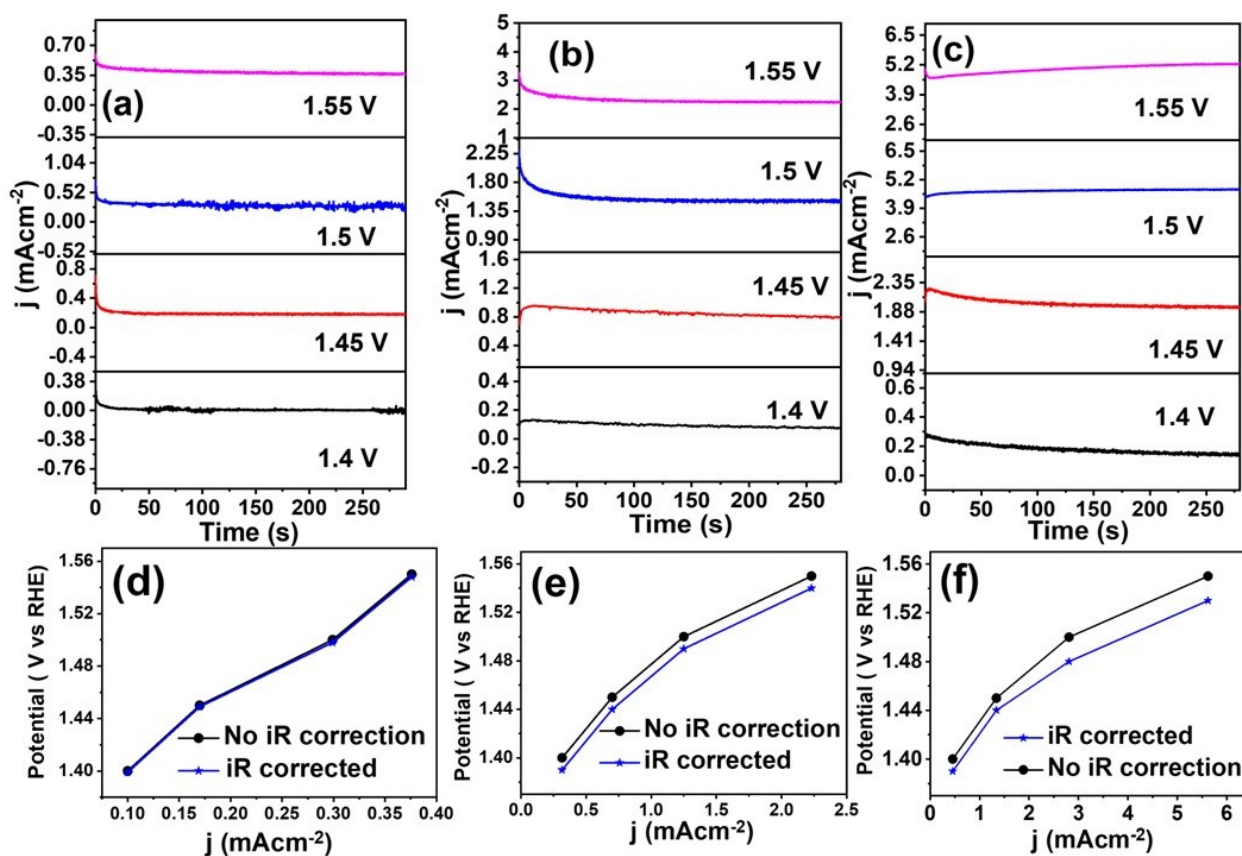 (a)
j (mAcm-2)
0.70
0.35
0.00
-0.35
1.55 V
1.04
0.52
0.00
-0.52
1.5 V
0.8
0.4
0.0
-0.4
1.45 V
0.38
0.00
-0.38
-0.76
1.4 V
0 50 100 150 200 250
Time (s)
(b)
j (mAcm-2)
5
4
3
2
1
1.55 V
2.25
1.80
1.35
0.90
1.5 V
1.6
1.2
0.8
0.4
1.45 V
0.4
0.2
0.0
-0.2
1.4 V
0 50 100 150 200 250
Time (s)
(c)
j (mAcm-2)
6.5
5.2
3.9
2.6
1.55 V
6.5
5.2
3.9
2.6
1.5 V
2.35
1.88
1.41
0.94
1.45 V
0.6
0.4
0.2
0.0
1.4 V
0 50 100 150 200 250
Time (s)
(d)
Potential ( V vs RHE)
1.56
1.52
1.48
1.44
1.40
No iR correction
iR corrected
0.10 0.15 0.20 0.25 0.30 0.35 0.40
j (mAcm-2)
(e)
Potential ( V vs RHE)
1.56
1.52
1.48
1.44
1.40
No iR correction
iR corrected
0.0 0.5 1.0 1.5 2.0 2.5
j (mAcm-2)
(f)
Potential ( V vs RHE)
1.56
1.52
1.48
1.44
1.40
iR corrected
No iR correction
0 1 2 3 4 5 6
j (mAcm-2)